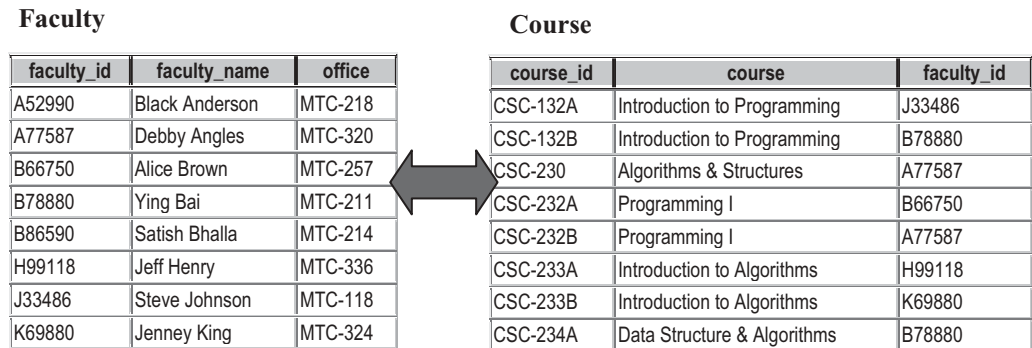 Faculty
faculty_id faculty_name office
A52990 Black Anderson MTC-218
A77587 Debby Angles MTC-320
B66750 Alice Brown MTC-257
B78880 Ying Bai MTC-211
B86590 Satish Bhalla MTC-214
H99118 Jeff Henry MTC-336
J33486 Steve Johnson MTC-118
K69880 Jenney King MTC-324
Course
course_id course faculty_id
CSC-132A Introduction to Programming J33486
CSC-132B Introduction to Programming B78880
CSC-230 Algorithms & Structures A77587
CSC-232A Programming I B66750
CSC-232B Programming I A77587
CSC-233A Introduction to Algorithms H99118
CSC-233B Introduction to Algorithms K69880
CSC-234A Data Structure & Algorithms B78880